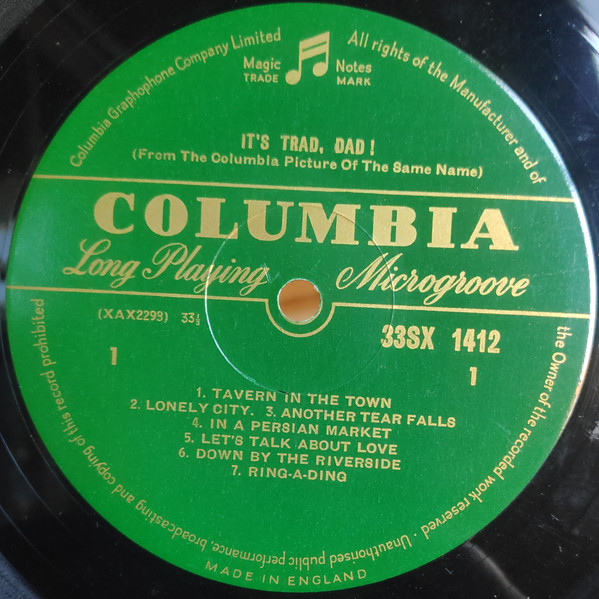 Columbia Graphophone Company Limited
All rights of the Manufacturer and of
the Owner of the recorded work reserved · Unauthorised public performance, broadcasting and copying of this record prohibited
Magic Notes
TRADE MARK
IT'S TRAD, DAD !
(From The Columbia Picture Of The Same Name)
COLUMBIA
Long Playing Microgroove
(XAX2299) 33⅓
33SX 1412
1
1
1. TAVERN IN THE TOWN
2. LONELY CITY. 3. ANOTHER TEAR FALLS
4. IN A PERSIAN MARKET
5. LET'S TALK ABOUT LOVE
6. DOWN BY THE RIVERSIDE
7. RING-A-DING
MADE IN ENGLAND